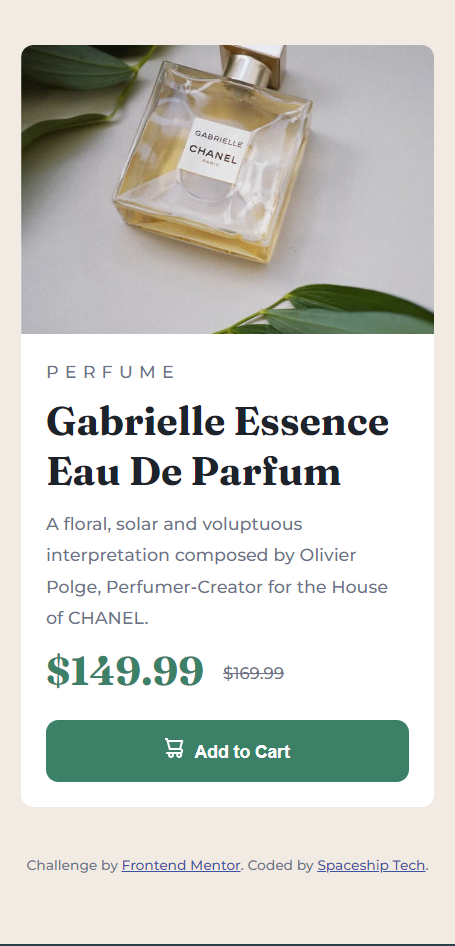 GABRIELLE
CHANEL
PARIS
PERFUME
Gabrielle Essence
Eau De Parfum
A floral, solar and voluptuous
interpretation composed by Olivier
Polge, Perfumer-Creator for the House
of CHANEL.
$149.99 $169.99
Add to Cart
Challenge by Frontend Mentor. Coded by Spaceship Tech.